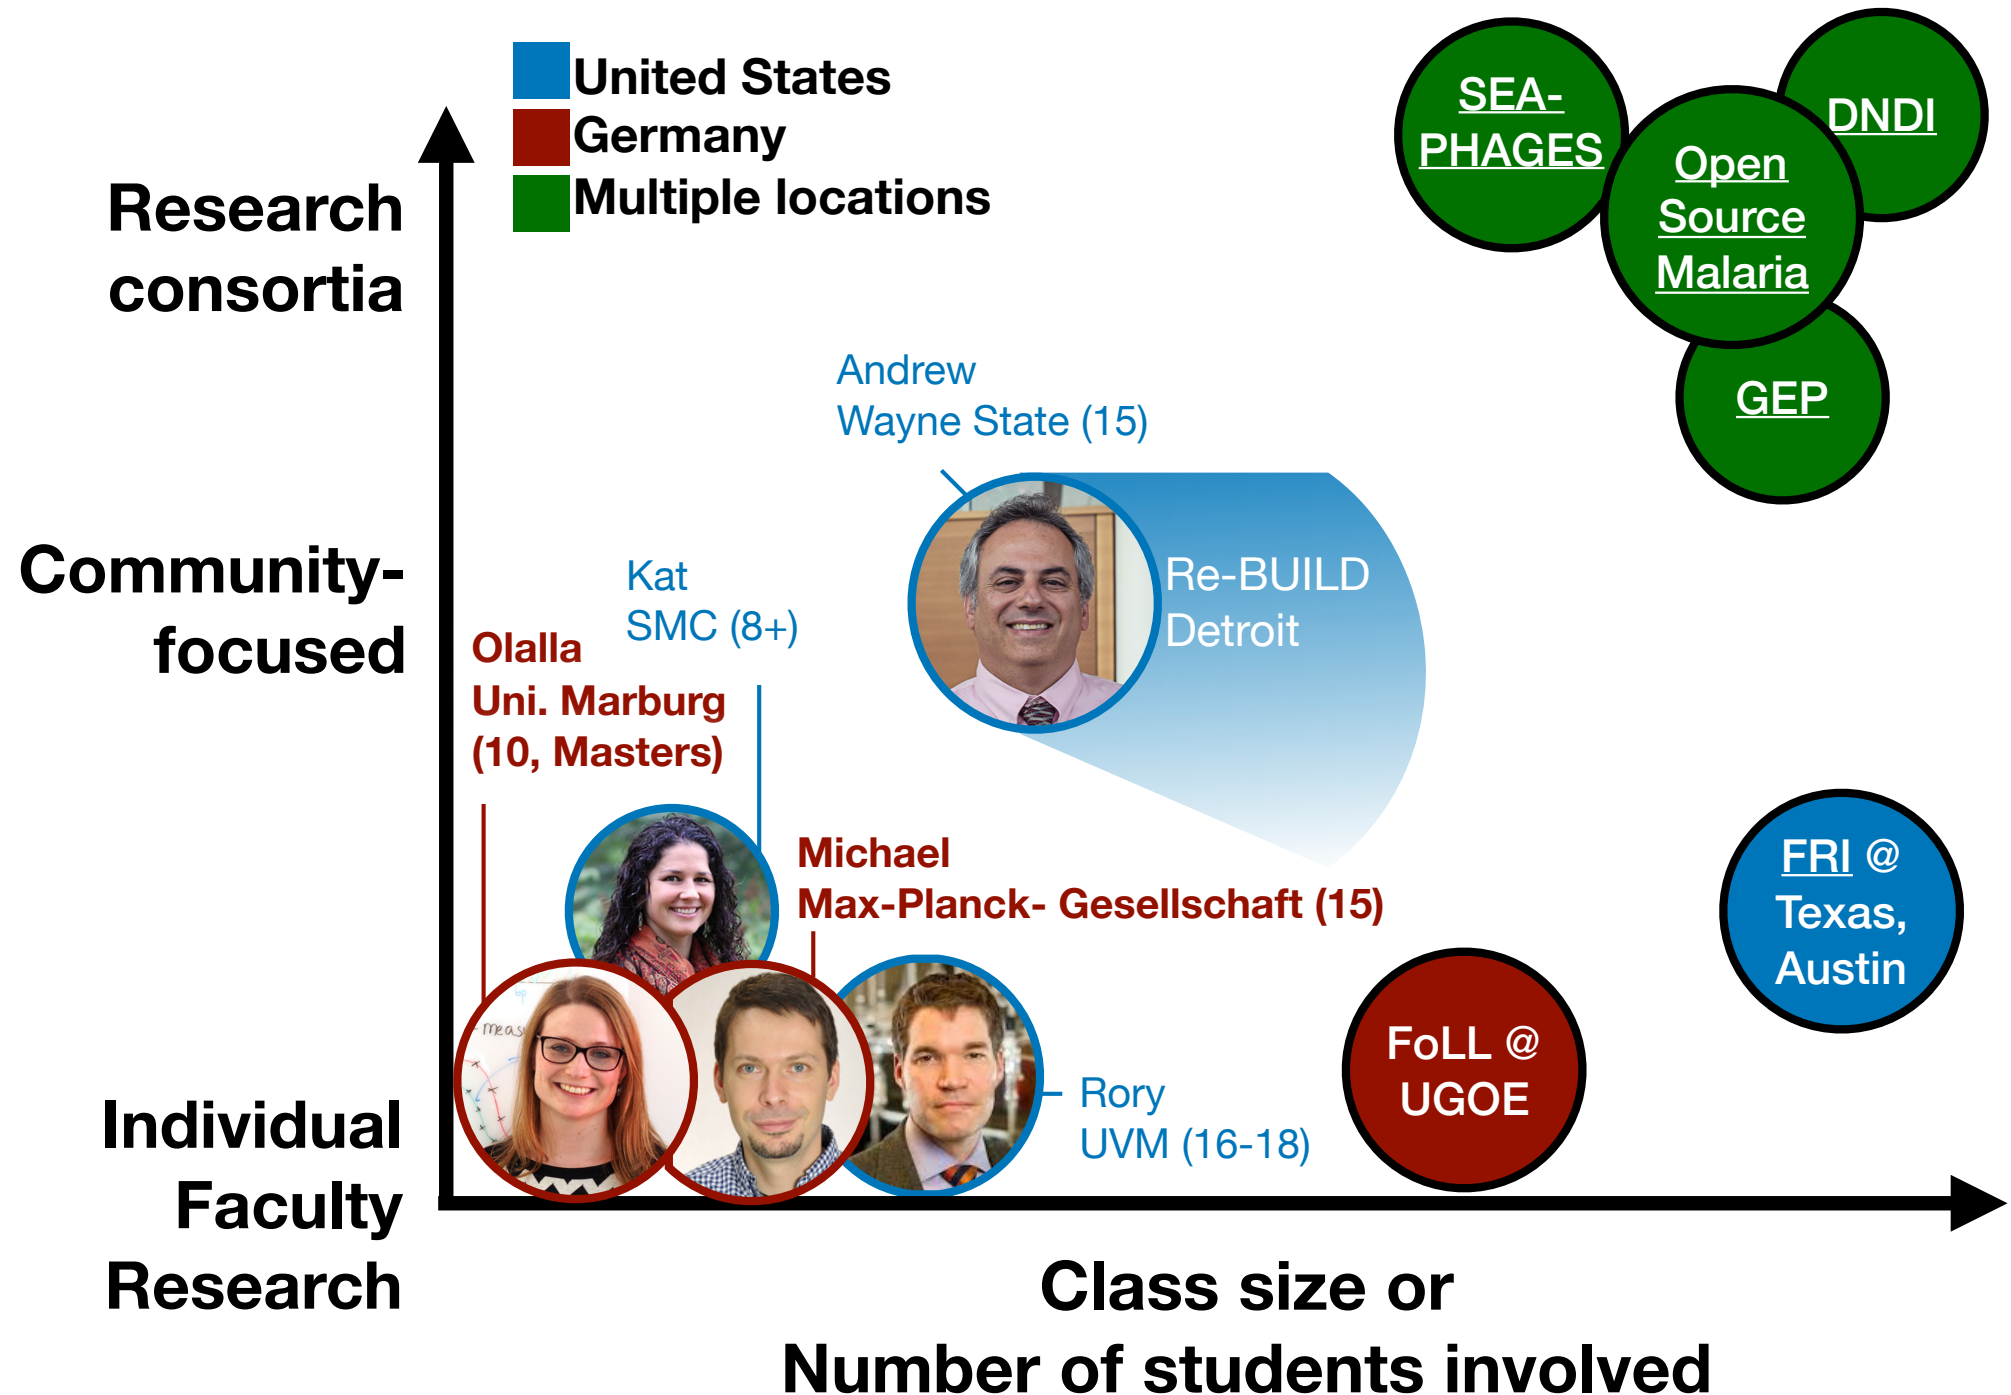 United States
Germany
Multiple locations
SEA-
PHAGES
DNDI
Open
Source
Malaria
GEP
Research
consortia
Community-
focused
Individual
Faculty
Research
Andrew
Wayne State (15)
Re-BUILD
Detroit
Kat
SMC (8+)
Olalla
Uni. Marburg
(10, Masters)
Michael
Max-Planck- Gesellschaft (15)
Rory
UVM (16-18)
FoLL @
UGOE
FRI @
Texas,
Austin
Class size or
Number of students involved